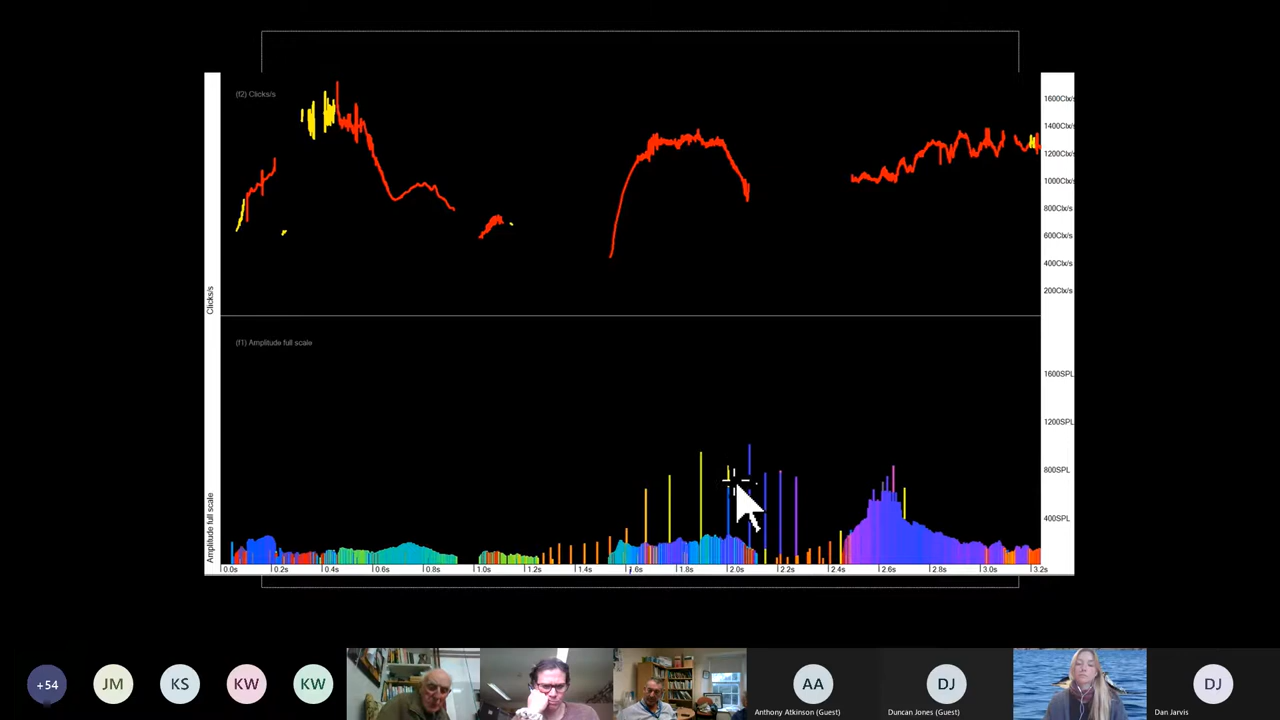 (f2) Clicks/s
1600Clx/s
1400Clx/s
1200Clx/s
1000Clx/s
800Clx/s
600Clx/s
400Clx/s
200Clx/s
Clicks/s
(f1) Amplitude full scale
1600SPL
1200SPL
800SPL
400SPL
Amplitude full scale
0.0s 0.2s 0.4s 0.6s 0.8s 1.0s 1.2s 1.4s 1.6s 1.8s 2.0s 2.2s 2.4s 2.6s 2.8s 3.0s 3.2s
+54 JM KS KW KW AA DJ DJ
Anthony Atkinson (Guest) Duncan Jones (Guest) Dan Jarvis